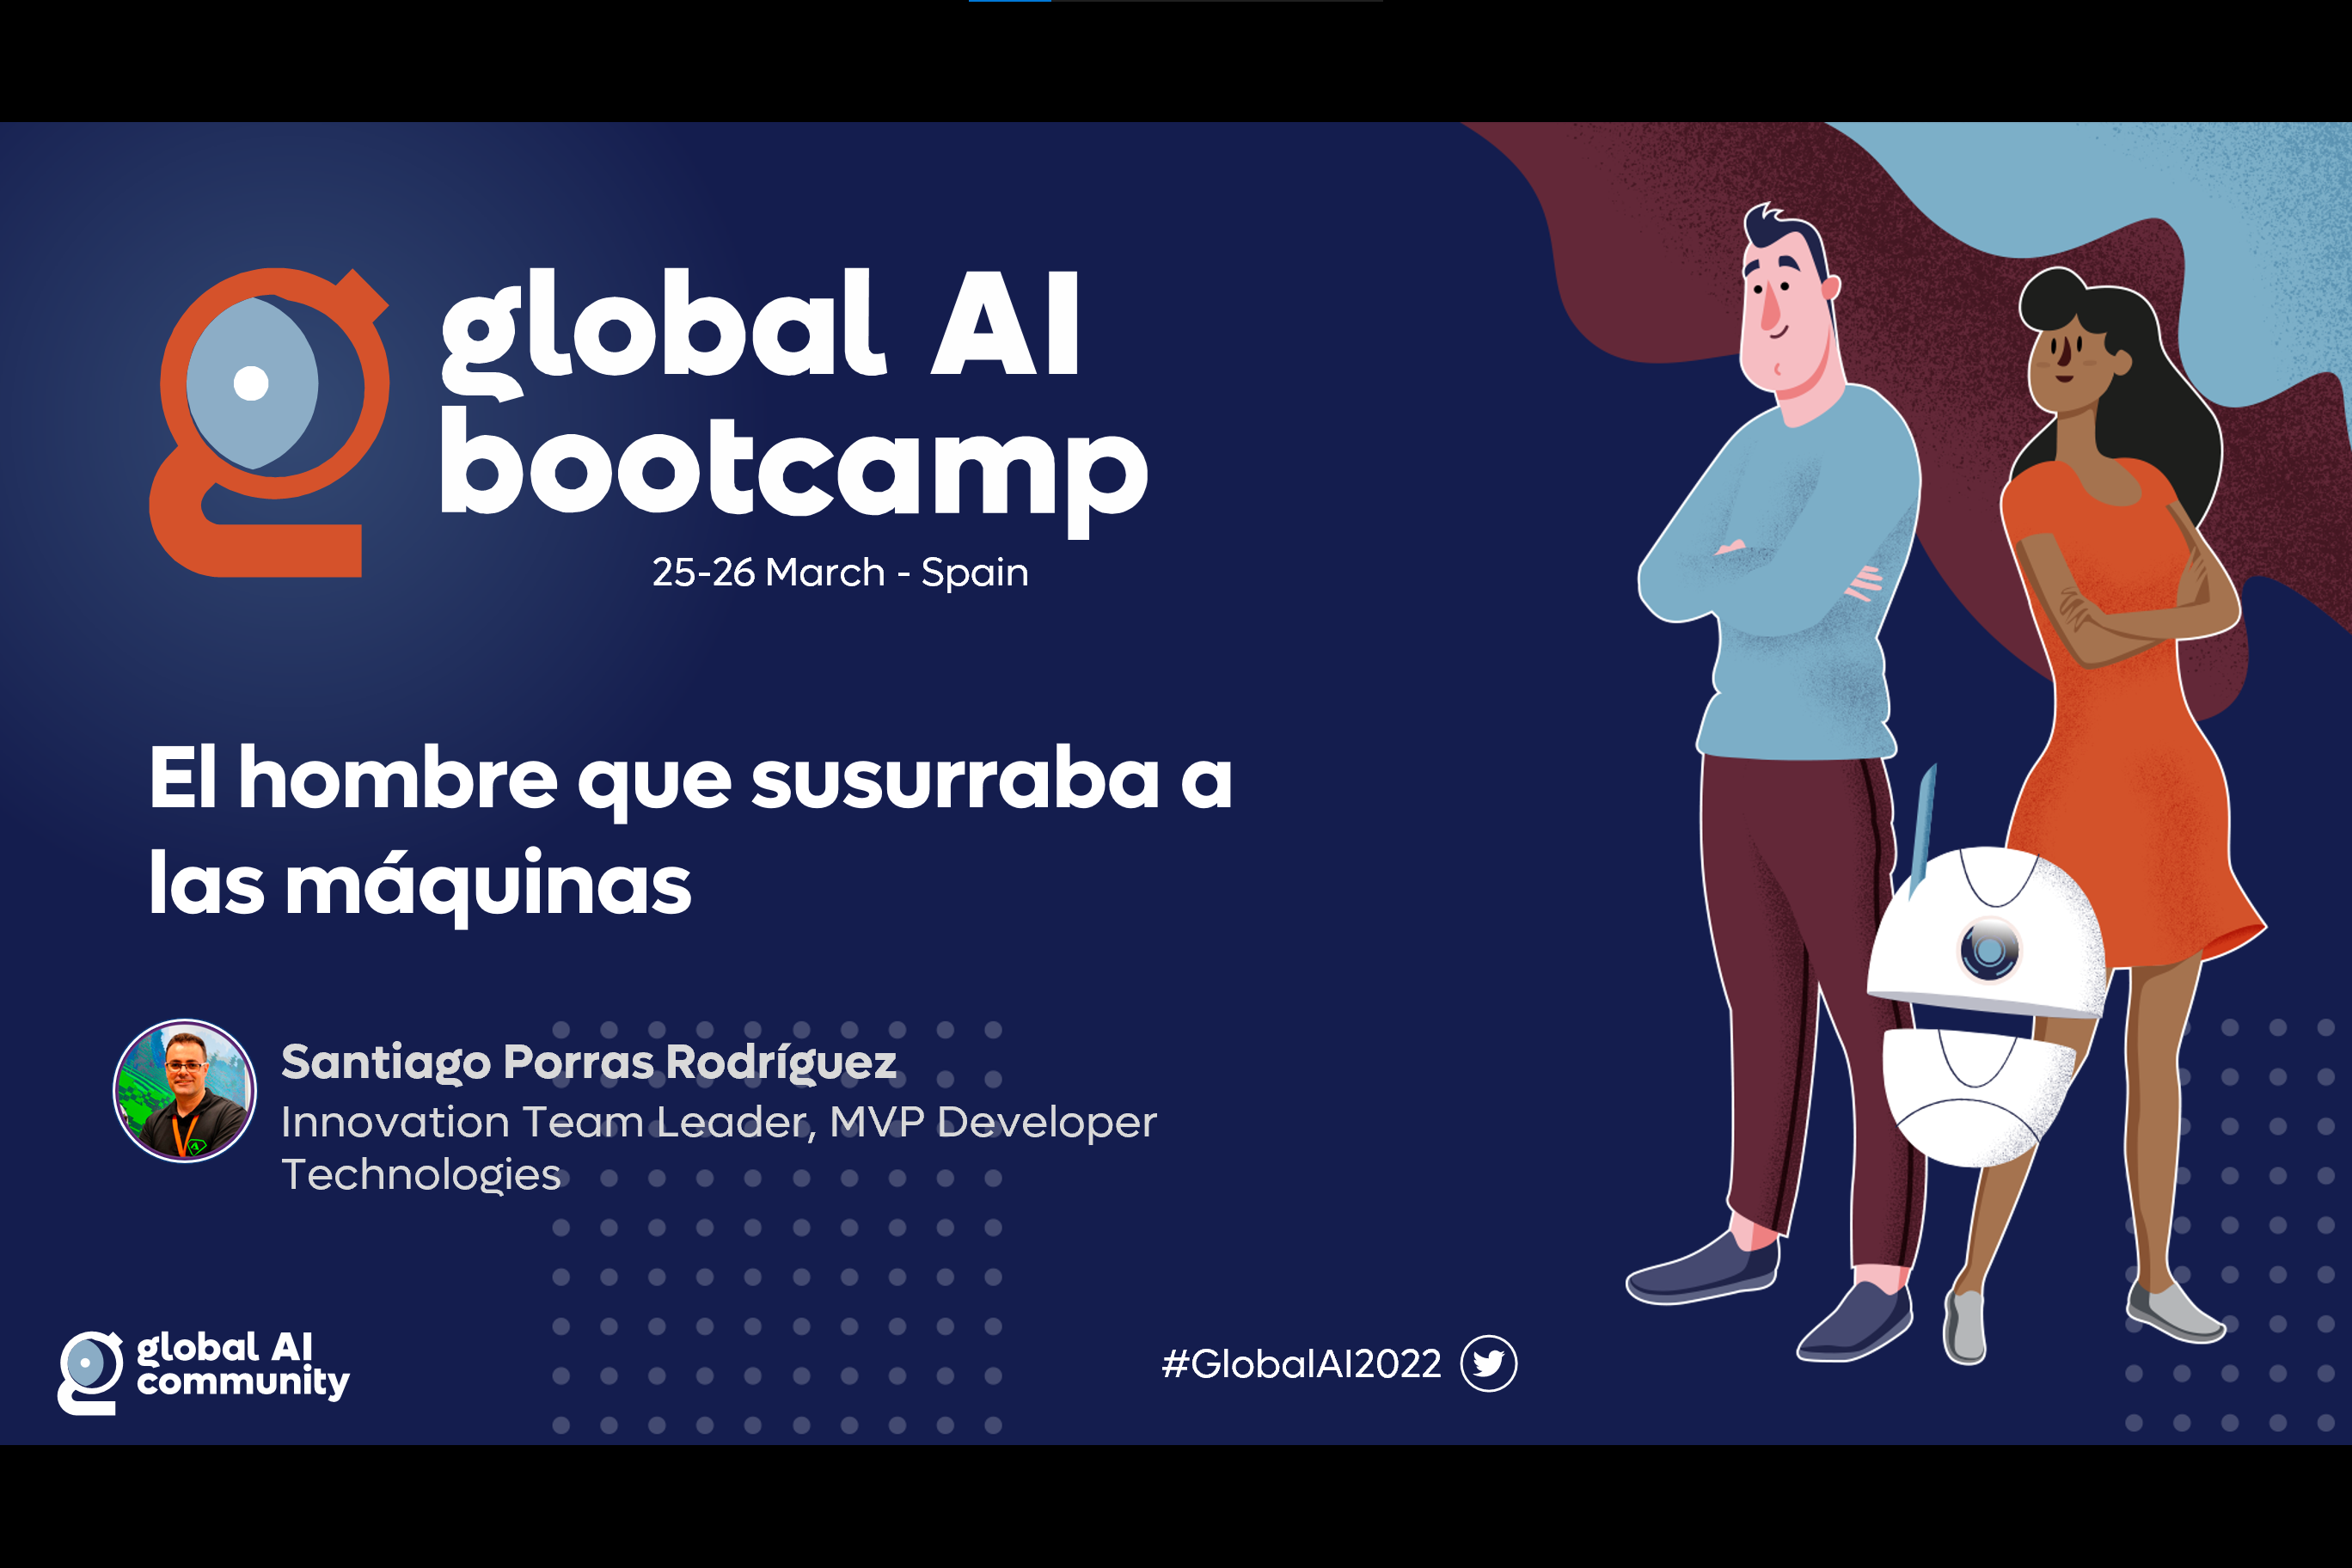 global AI
bootcamp
25-26 March - Spain
El hombre que susurraba a
las máquinas
Santiago Porras Rodríguez
Innovation Team Leader, MVP Developer
Technologies
global AI
community
#GlobalAI2022